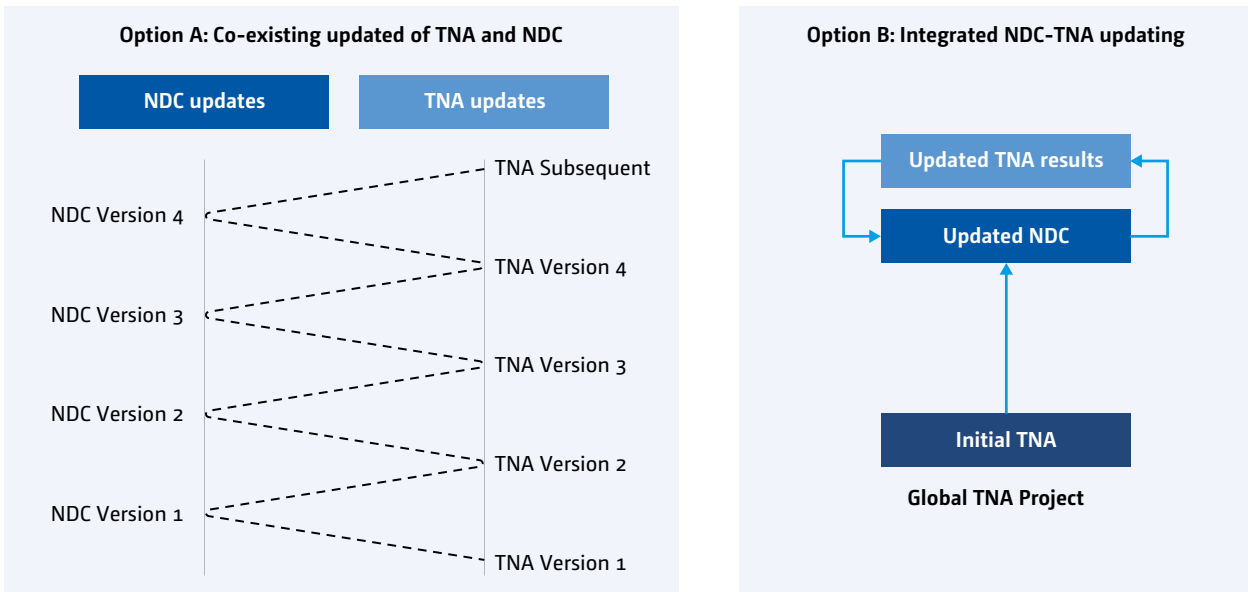 Option A: Co-existing updated of TNA and NDC
NDC updates
TNA updates
TNA Subsequent
NDC Version 4
TNA Version 4
NDC Version 3
TNA Version 3
NDC Version 2
TNA Version 2
NDC Version 1
TNA Version 1
Option B: Integrated NDC-TNA updating
Updated TNA results
Updated NDC
Initial TNA
Global TNA Project